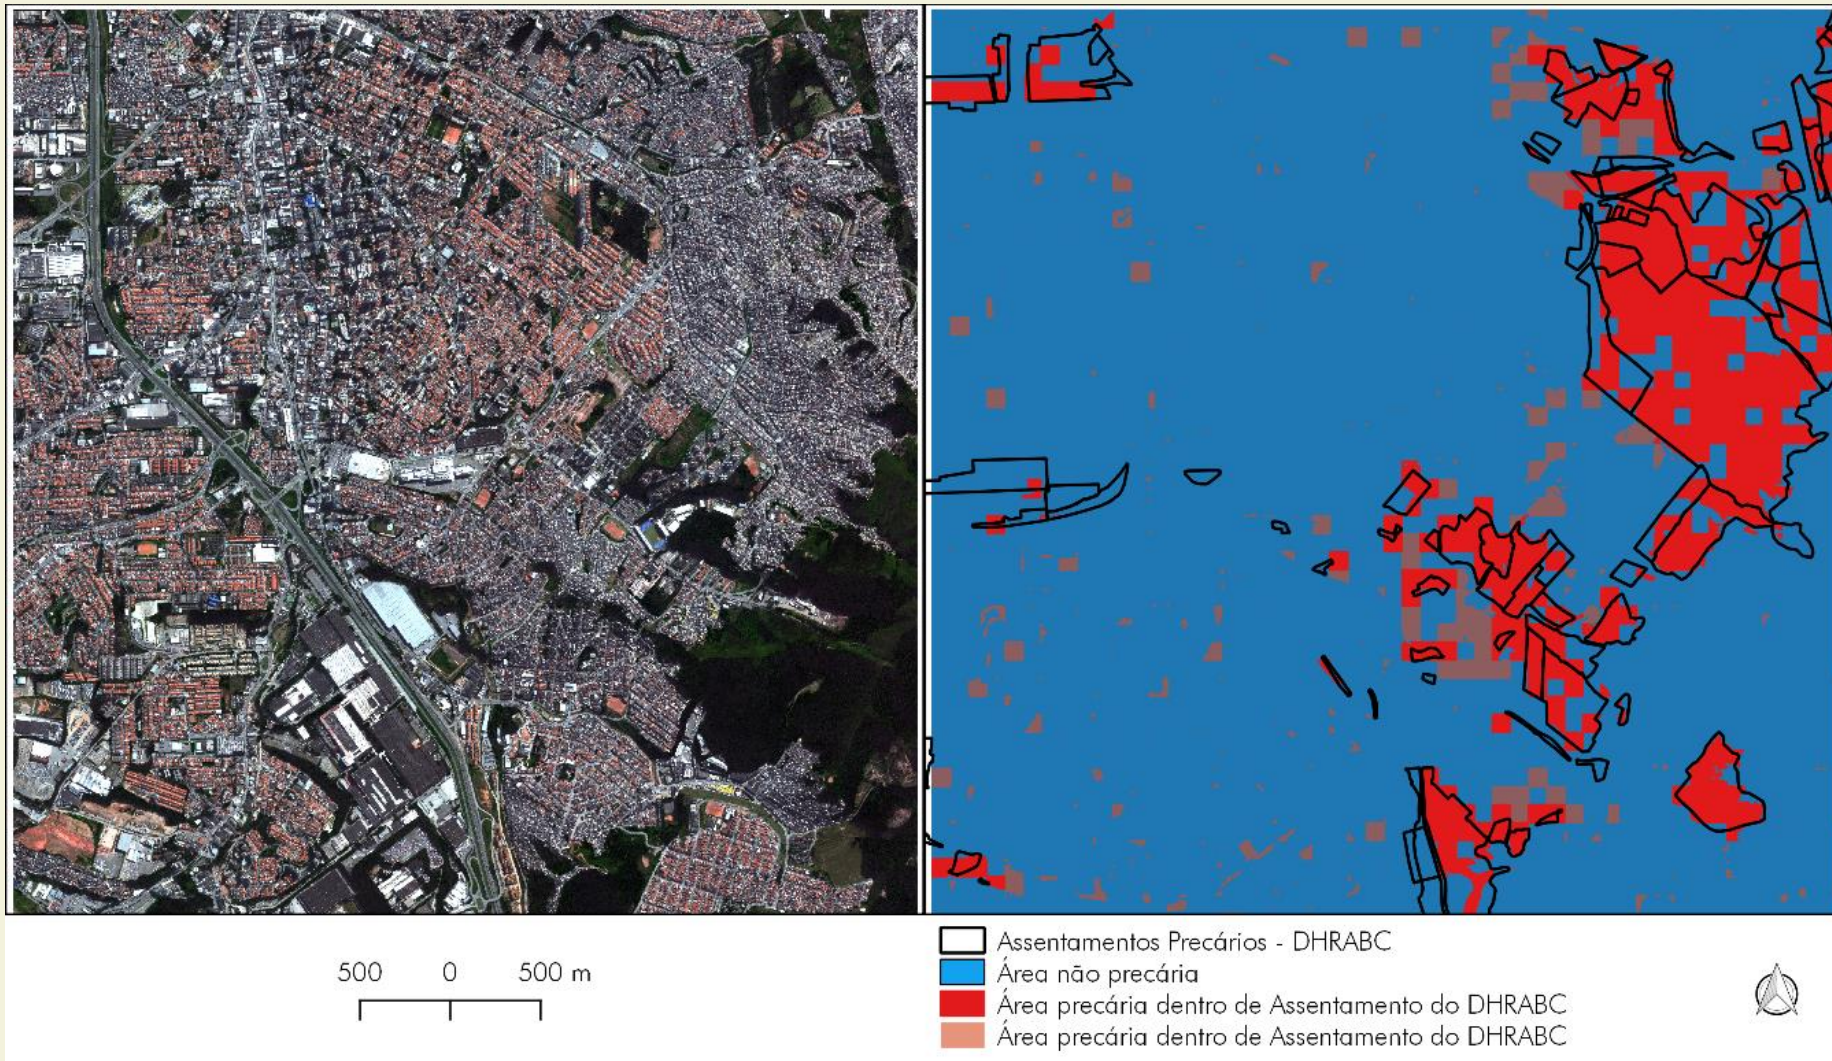 500 0 500 m
Assentamentos Precários - DHRABC
Área não precária
Área precária dentro de Assentamento do DHRABC
Área precária dentro de Assentamento do DHRABC